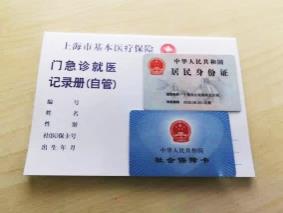 上海市基本医疗保险
门急诊就医
记录册(自管)
编 号
姓 名
性 别
社(医)保卡号
出生年月
中华人民共和国
居民身份证
中华人民共和国
社会保障卡